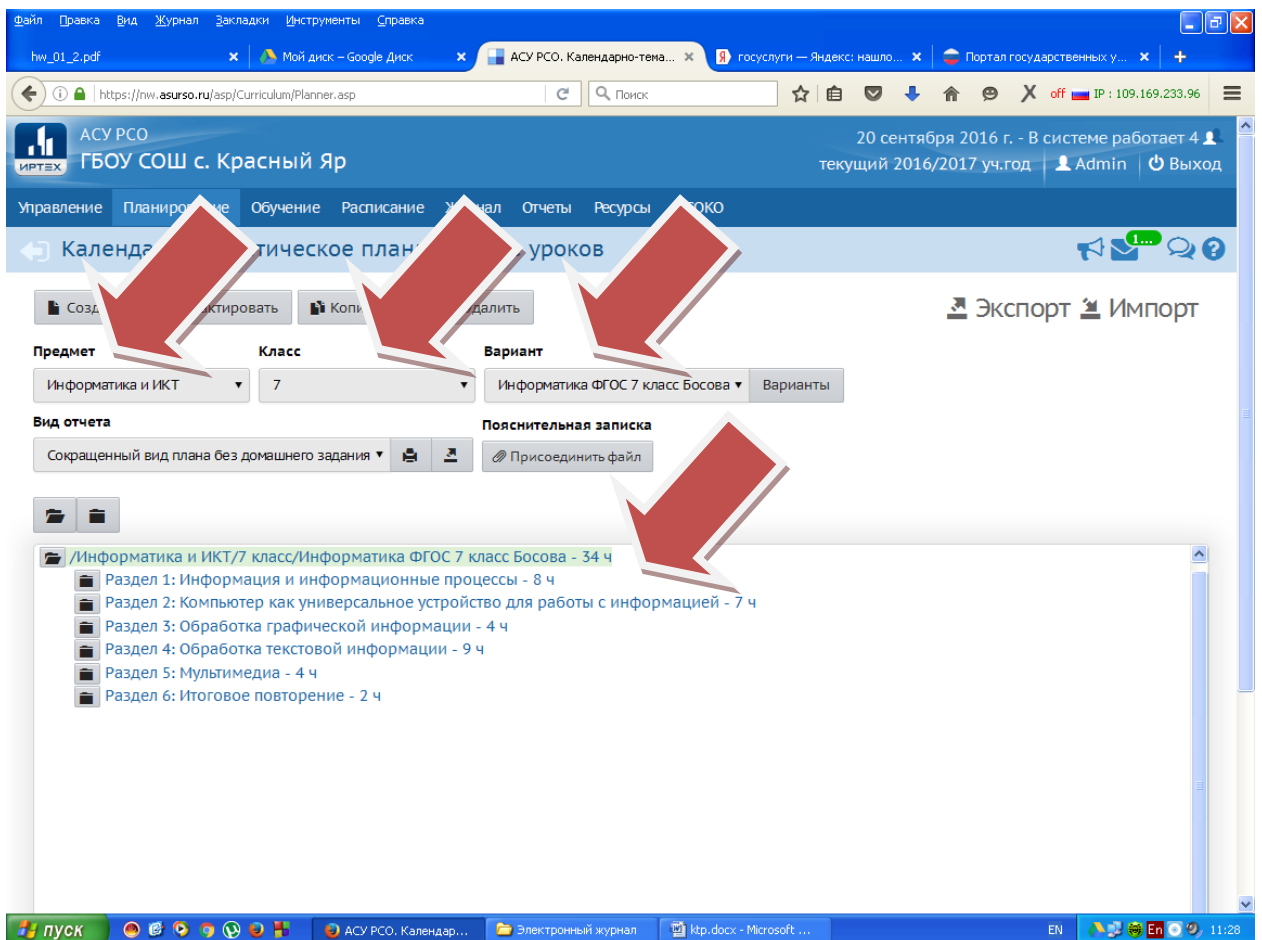 Файл Правка Вид Журнал Закладки Инструменты Справка
hw_01_2.pdf Мой диск – Google Диск АСУ РСО. Календарно-тема... госуслуги — Яндекс: нашло... Портал государственных у...
https://nw.asurso.ru/asp/Curriculum/Planner.asp Поиск off IP : 109.169.233.96
АСУ РСО
ГБОУ СОШ с. Красный Яр
20 сентября 2016 г. - В системе работает 4
текущий 2016/2017 уч.год Admin Выход
ИРТЕХ
Управление Обучение Расписание Отчеты Ресурсы
уроков 1...
Экспорт Импорт
Предмет Класс Вариант
Информатика и ИКТ 7 Информатика ФГОС 7 класс Босова Варианты
Вид отчета Пояснительная записка
Сокращенный вид плана без домашнего задания Присоединить файл
/Информатика и ИКТ/7 класс/Информатика ФГОС 7 класс Босова - 34 ч
Раздел 1: Информация и информационные процессы - 8 ч
Раздел 2: Компьютер как универсальное устройство для работы с информацией - 7 ч
Раздел 3: Обработка графической информации - 4 ч
Раздел 4: Обработка текстовой информации - 9 ч
Раздел 5: Мультимедиа - 4 ч
Раздел 6: Итоговое повторение - 2 ч
пуск АСУ РСО. Календар... Электронный журнал ktp.docx - Microsoft ... EN En 11:28